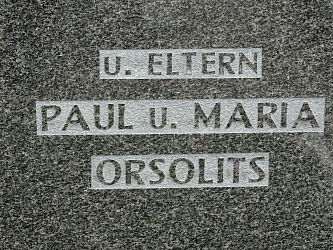 U. ELTERN
PAUL U. MARIA
ORSOLITS